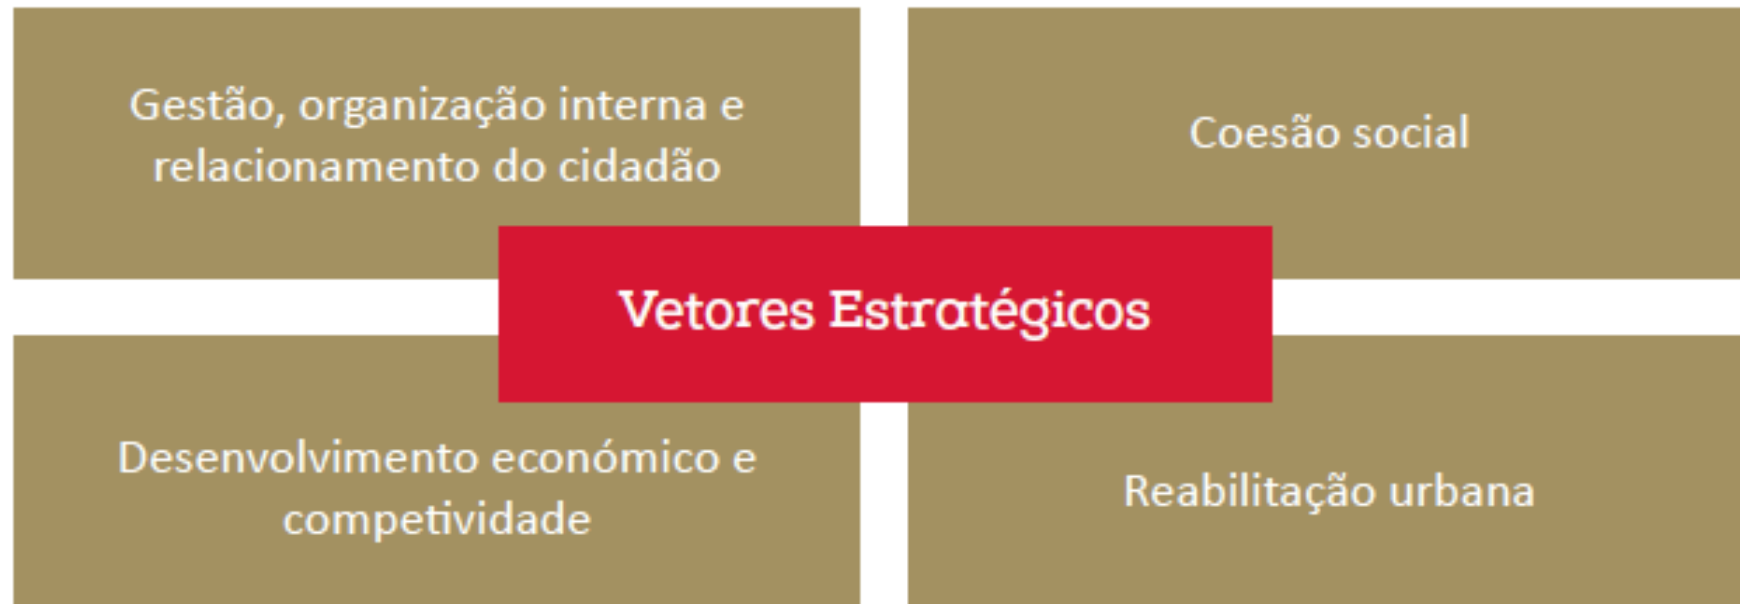 Gestão, organização interna e
relacionamento do cidadão
Coesão social
Vetores Estratégicos
Desenvolvimento económico e
competividade
Reabilitação urbana